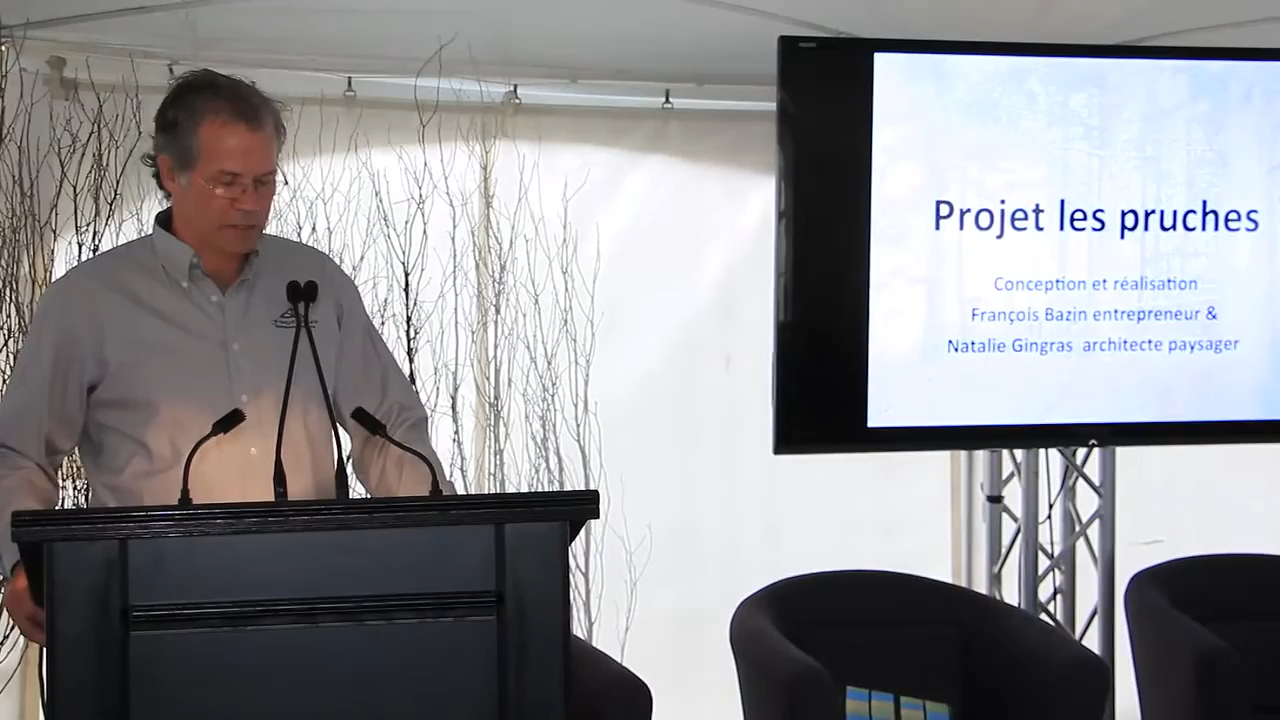 Projet les pruches
Conception et réalisation
François Bazin entrepreneur &
Natalie Gingras architecte paysager